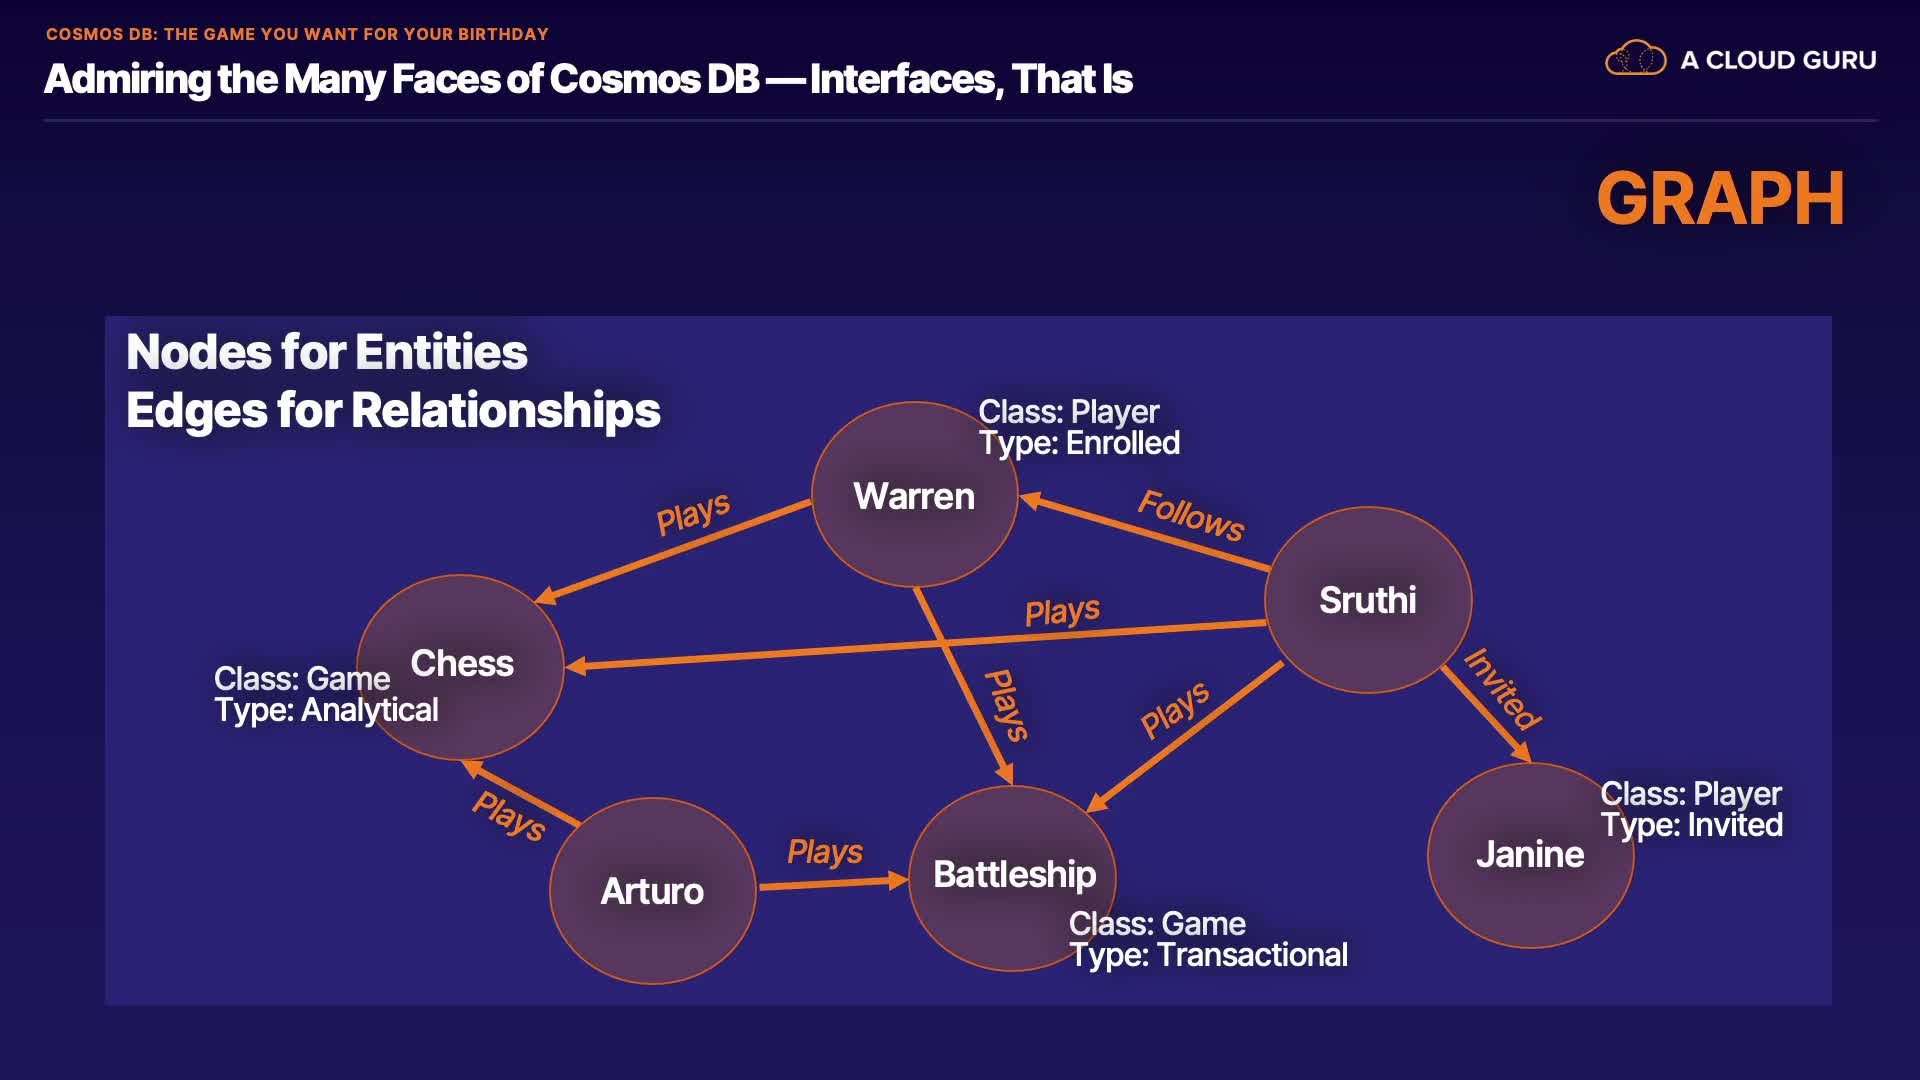 COSMOS DB: THE GAME YOU WANT FOR YOUR BIRTHDAY
Admiring the Many Faces of Cosmos DB — Interfaces, That Is
A CLOUD GURU
GRAPH
Nodes for Entities
Edges for Relationships
Class: Player
Type: Enrolled
Warren
Plays
Follows
Sruthi
Plays
Chess
Class: Game
Type: Analytical
Plays
Plays
Invited
Plays
Arturo
Plays
Battleship
Class: Game
Type: Transactional
Class: Player
Type: Invited
Janine